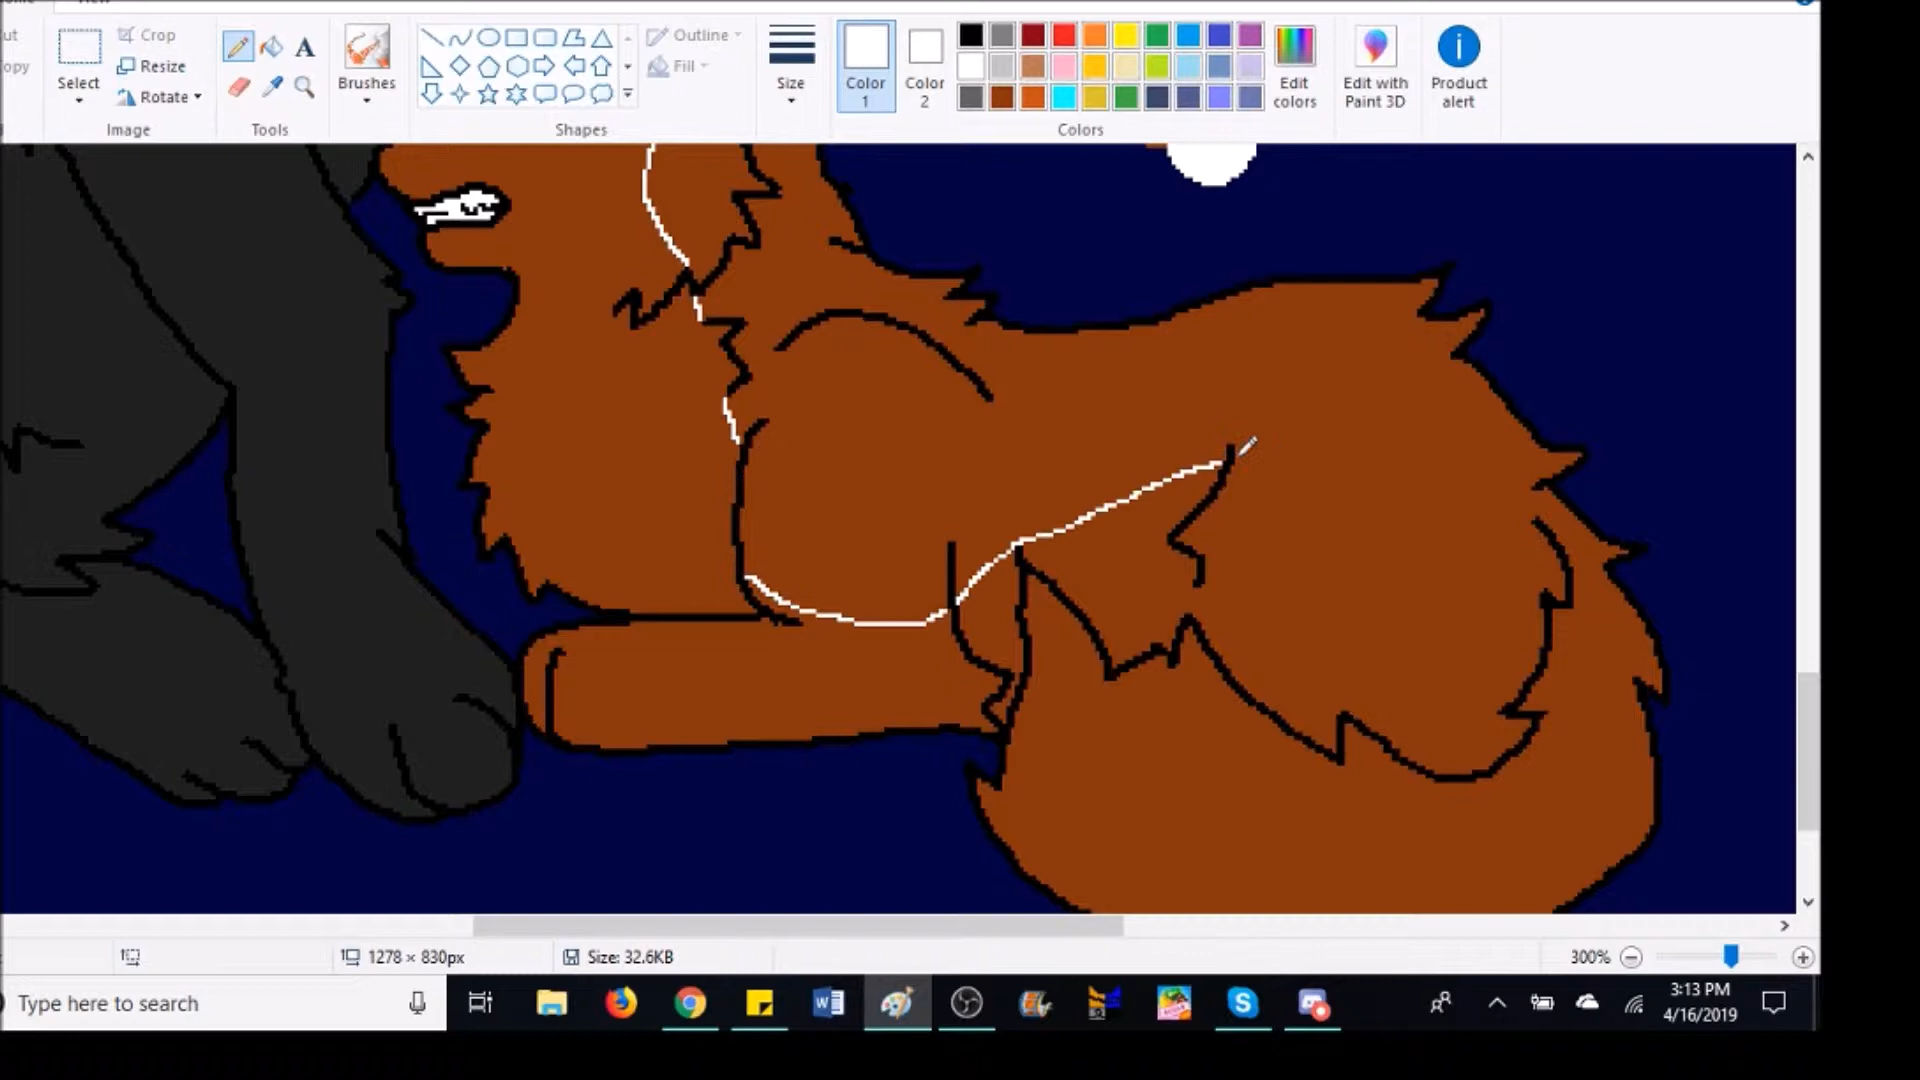 Crop
Resize
Select
Rotate
Image
A
Tools
Brushes
Shapes
Outline
Fill
Size
Color 1
Color 2
Colors
Edit colors
Edit with Paint 3D
Product alert
1278 × 830px
Size: 32.6KB
300%
Type here to search
3:13 PM
4/16/2019